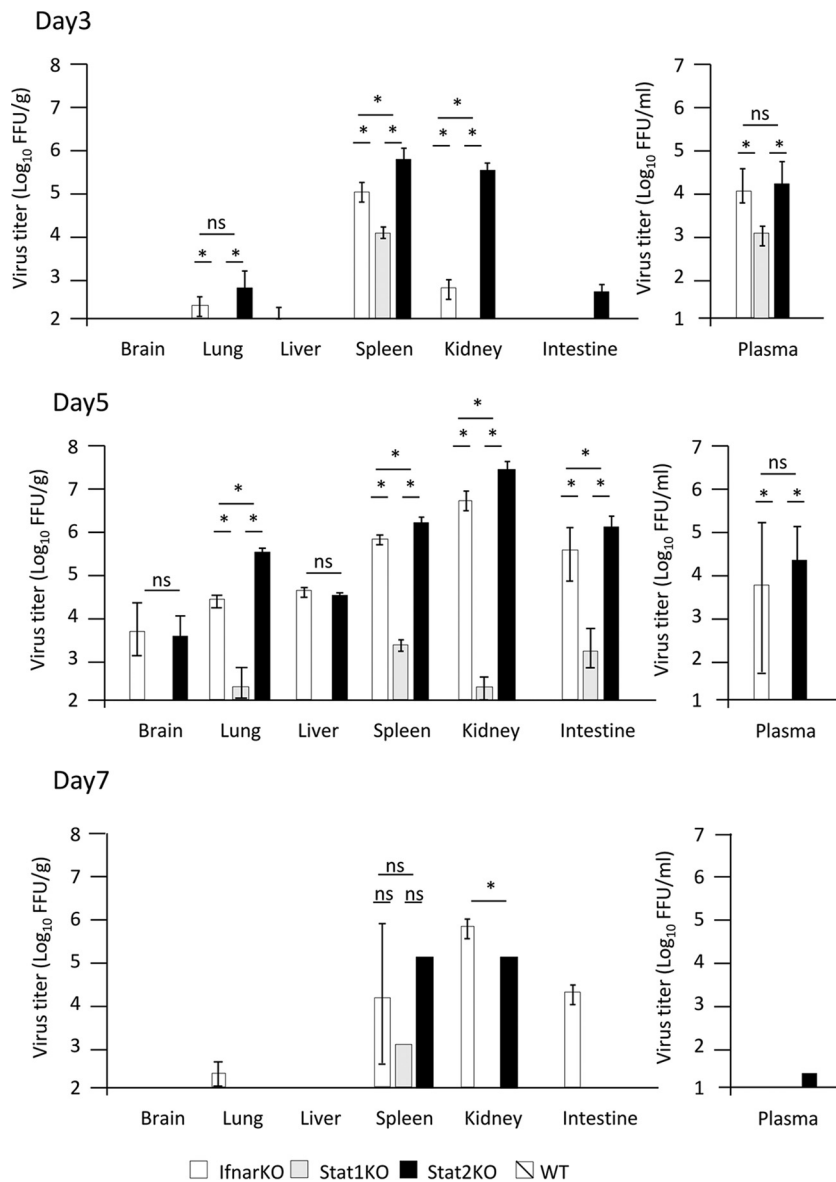 Day3
Virus titer (Log10 FFU/g)
8
7
6
5
4
3
2
ns
* *
*
* *
*
* *
Brain Lung Liver Spleen Kidney Intestine
Virus titer (Log10 FFU/ml)
7
6
5
4
3
2
1
ns
* *
Plasma
Day5
Virus titer (Log10 FFU/g)
8
7
6
5
4
3
2
ns
*
* *
ns
*
* *
*
* *
*
* *
Brain Lung Liver Spleen Kidney Intestine
Virus titer (Log10 FFU/ml)
7
6
5
4
3
2
1
ns
* *
Plasma
Day7
Virus titer (Log10 FFU/g)
8
7
6
5
4
3
2
ns
ns ns
*
Brain Lung Liver Spleen Kidney Intestine
Virus titer (Log10 FFU/ml)
7
6
5
4
3
2
1
Plasma
IfnarKO Stat1KO Stat2KO WT